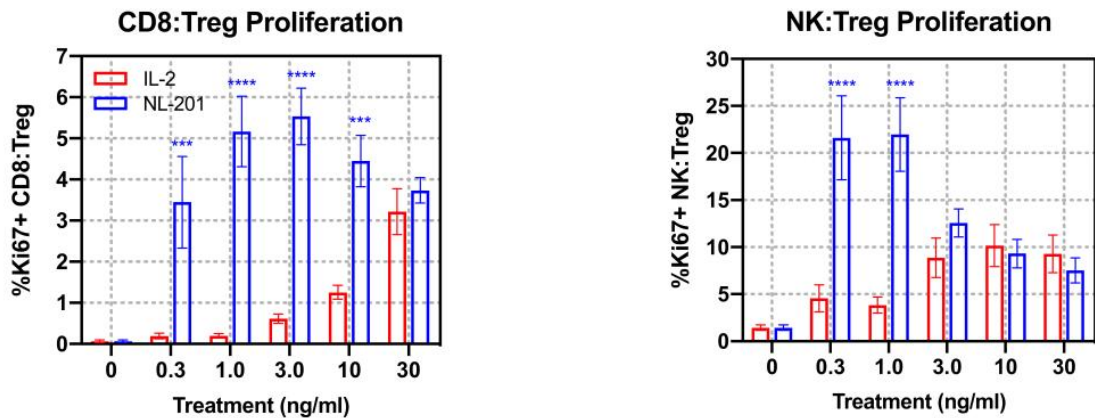 CD8:Treg Proliferation
%Ki67+ CD8:Treg
7
6
5
4
3
2
1
0
IL-2
NL-201
***
****
****
***
0 0.3 1.0 3.0 10 30
Treatment (ng/ml)
NK:Treg Proliferation
%Ki67+ NK:Treg
30
25
20
15
10
5
0
**** ****
0 0.3 1.0 3.0 10 30
Treatment (ng/ml)